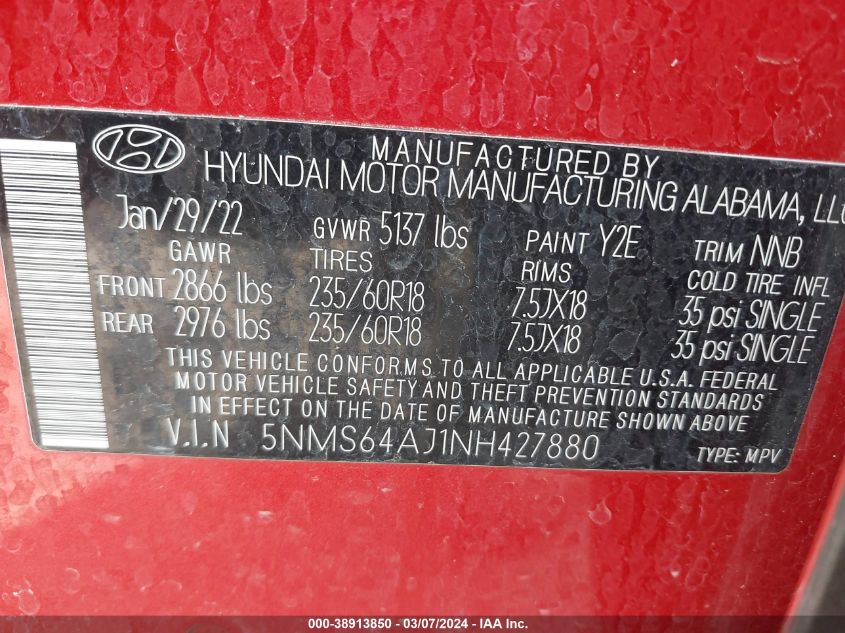 MANUFACTURED BY
HYUNDAI MOTOR MANUFACTURING ALABAMA, LLC
Jan/29/22 GVWR 5137 lbs PAINT Y2E TRIM NNB
GAWR TIRES RIMS COLD TIRE INFL
FRONT 2866 lbs 235/60R18 7.5JX18 35 psi SINGLE
REAR 2976 lbs 235/60R18 7.5JX18 35 psi SINGLE
THIS VEHICLE CONFORMS TO ALL APPLICABLE U.S.A. FEDERAL
MOTOR VEHICLE SAFETY AND THEFT PREVENTION STANDARDS
IN EFFECT ON THE DATE OF MANUFACTURE SHOWN ABOVE
V.I.N 5NMS64AJ1NH427880 TYPE: MPV
000-38913850 - 03/07/2024 - IAA Inc.